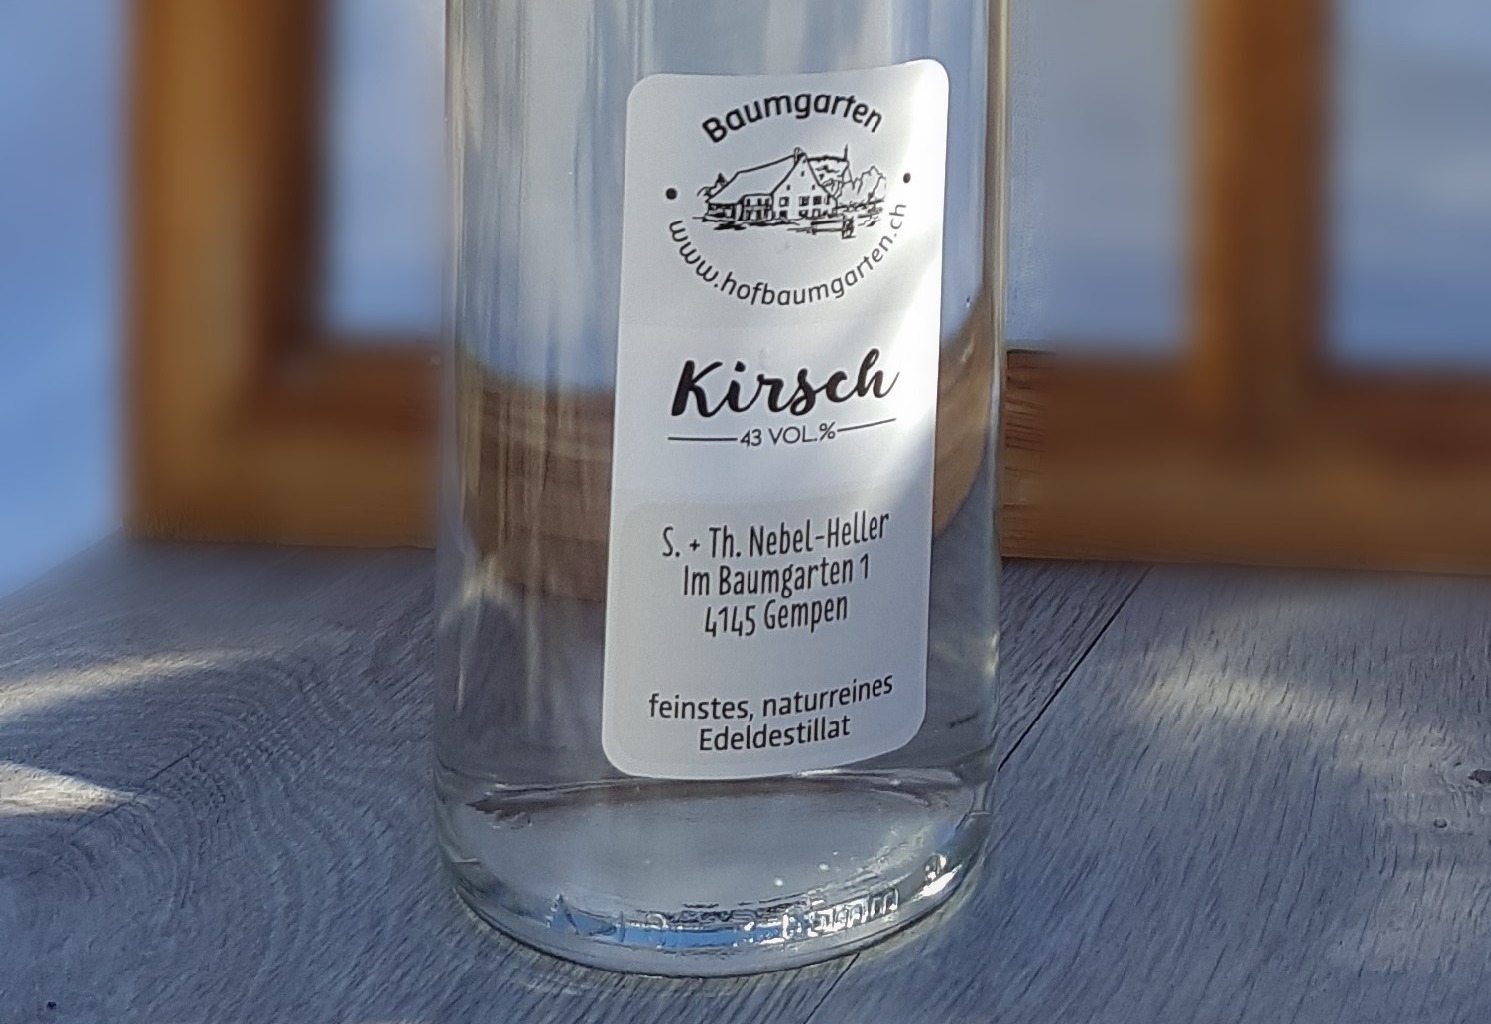 Baumgarten
www.hofbaumgarten.ch
Kirsch
43 VOL.%
S. + Th. Nebel-Heller
Im Baumgarten 1
4145 Gempen
feinstes, naturreines
Edeldestillat